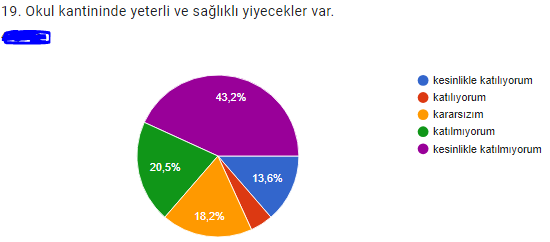 19. Okul kantininde yeterli ve sağlıklı yiyecekler var.
43,2%
20,5%
18,2%
13,6%
kesinlikle katılıyorum
katılıyorum
kararsızım
katılmıyorum
kesinlikle katılmıyorum